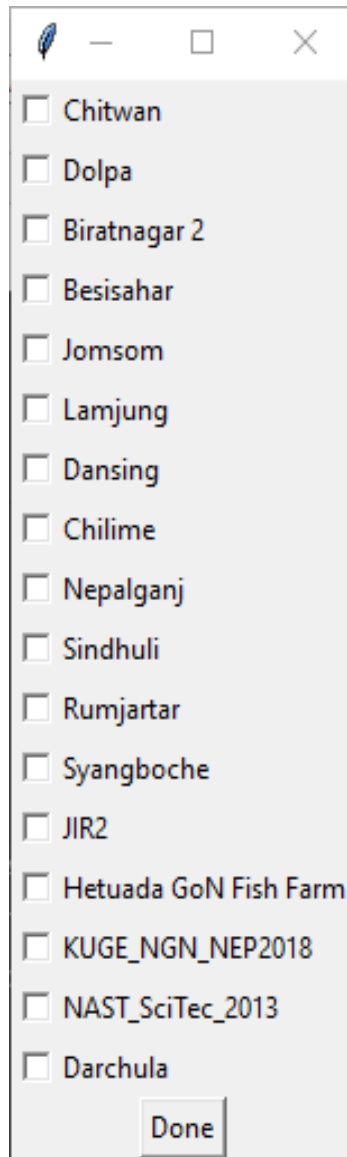 Chitwan
Dolpa
Biratnagar 2
Besisahar
Jomsom
Lamjung
Dansing
Chilime
Nepalganj
Sindhuli
Rumjartar
Syangboche
JIR2
Hetuada GoN Fish Farm
KUGE_NGN_NEP2018
NAST_SciTec_2013
Darchula
Done